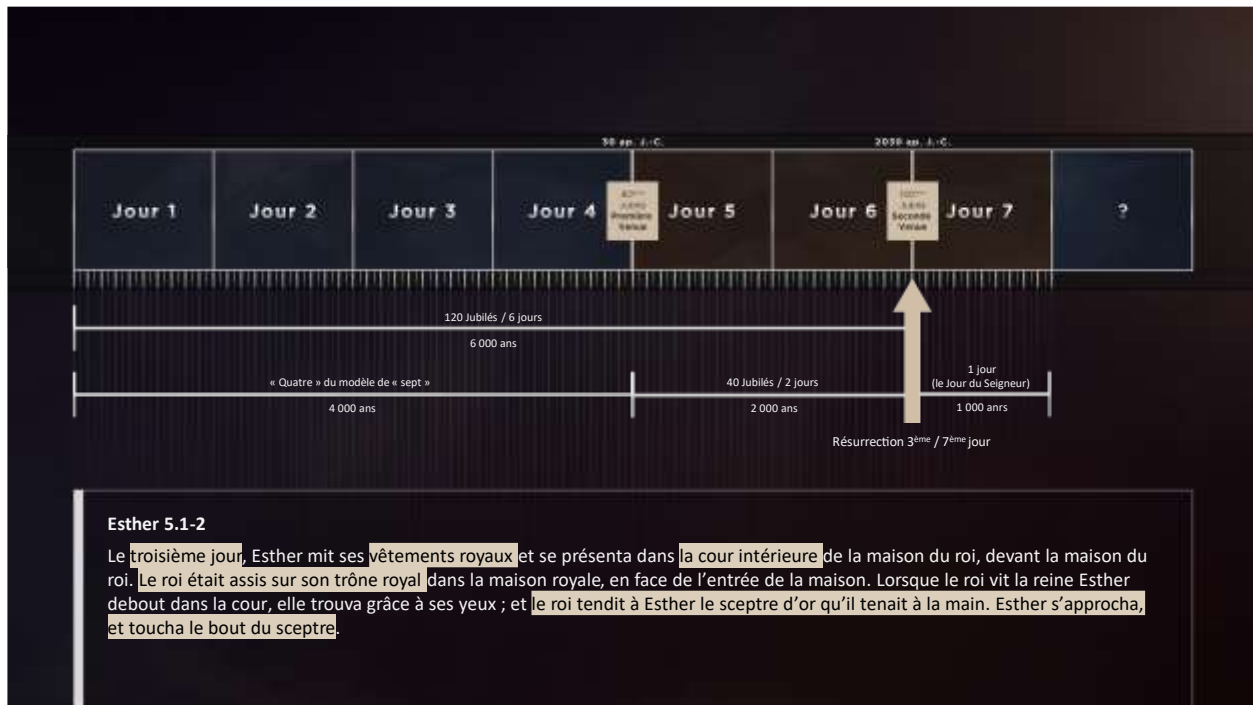 30 ap. J.-C.
2030 ap. J.-C.
Jour 1
Jour 2
Jour 3
Jour 4
Première
Venue
Jour 5
Jour 6
Seconde
Venue
Jour 7
?
120 Jubilés / 6 jours
6 000 ans
« Quatre » du modèle de « sept »
4 000 ans
40 Jubilés / 2 jours
2 000 ans
1 jour
(le Jour du Seigneur)
1 000 anrs
Résurrection 3ème / 7ème jour
Esther 5.1-2
Le troisième jour, Esther mit ses vêtements royaux et se présenta dans la cour intérieure de la maison du roi, devant la maison du
roi. Le roi était assis sur son trône royal dans la maison royale, en face de l’entrée de la maison. Lorsque le roi vit la reine Esther
debout dans la cour, elle trouva grâce à ses yeux ; et le roi tendit à Esther le sceptre d’or qu’il tenait à la main. Esther s’approcha,
et toucha le bout du sceptre.